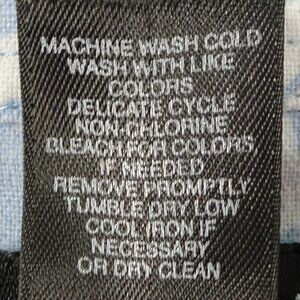 MACHINE WASH COLD
WASH WITH LIKE
COLORS
DELICATE CYCLE
NON-CHLORINE
BLEACH FOR COLORS
IF NEEDED
REMOVE PROMPTLY
TUMBLE DRY LOW
COOL IRON IF
NECESSARY
OR DRY CLEAN